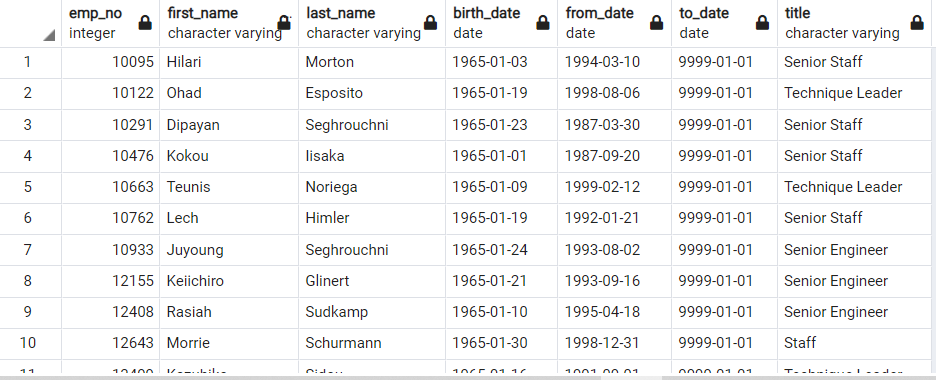 emp_no first_name last_name birth_date from_date to_date title
integer character varying character varying date date date character varying
1 10095 Hilari Morton 1965-01-03 1994-03-10 9999-01-01 Senior Staff
2 10122 Ohad Esposito 1965-01-19 1998-08-06 9999-01-01 Technique Leader
3 10291 Dipayan Seghrouchni 1965-01-23 1987-03-30 9999-01-01 Senior Staff
4 10476 Kokou Iisaka 1965-01-01 1987-09-20 9999-01-01 Senior Staff
5 10663 Teunis Noriega 1965-01-09 1999-02-12 9999-01-01 Technique Leader
6 10762 Lech Himler 1965-01-19 1992-01-21 9999-01-01 Senior Staff
7 10933 Juyoung Seghrouchni 1965-01-24 1993-08-02 9999-01-01 Senior Engineer
8 12155 Keiichiro Glinert 1965-01-21 1993-09-16 9999-01-01 Senior Engineer
9 12408 Rasiah Sudkamp 1965-01-10 1995-04-18 9999-01-01 Senior Engineer
10 12643 Morrie Schurmann 1965-01-30 1998-12-31 9999-01-01 Staff